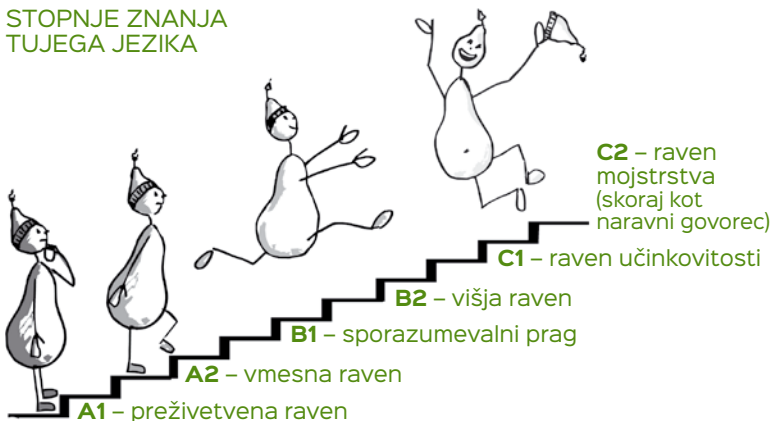 STOPNJE ZNANJA
TUJEGA JEZIKA
C2 – raven
mojstrstva
(skoraj kot
naravni govorec)
C1 – raven učinkovitosti
B2 – višja raven
B1 – sporazumevalni prag
A2 – vmesna raven
A1 – preživetvena raven